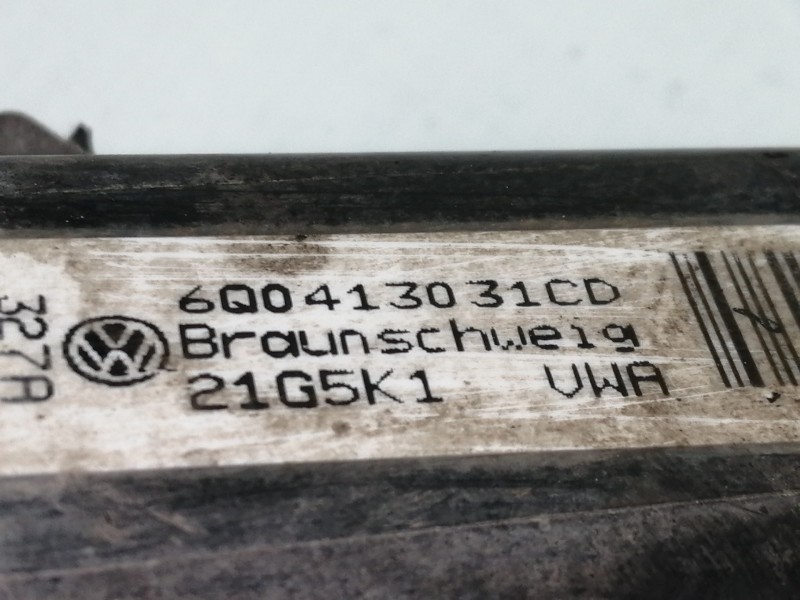 6Q0413031CD
Braunschweig
21G5K1 VWA
327A